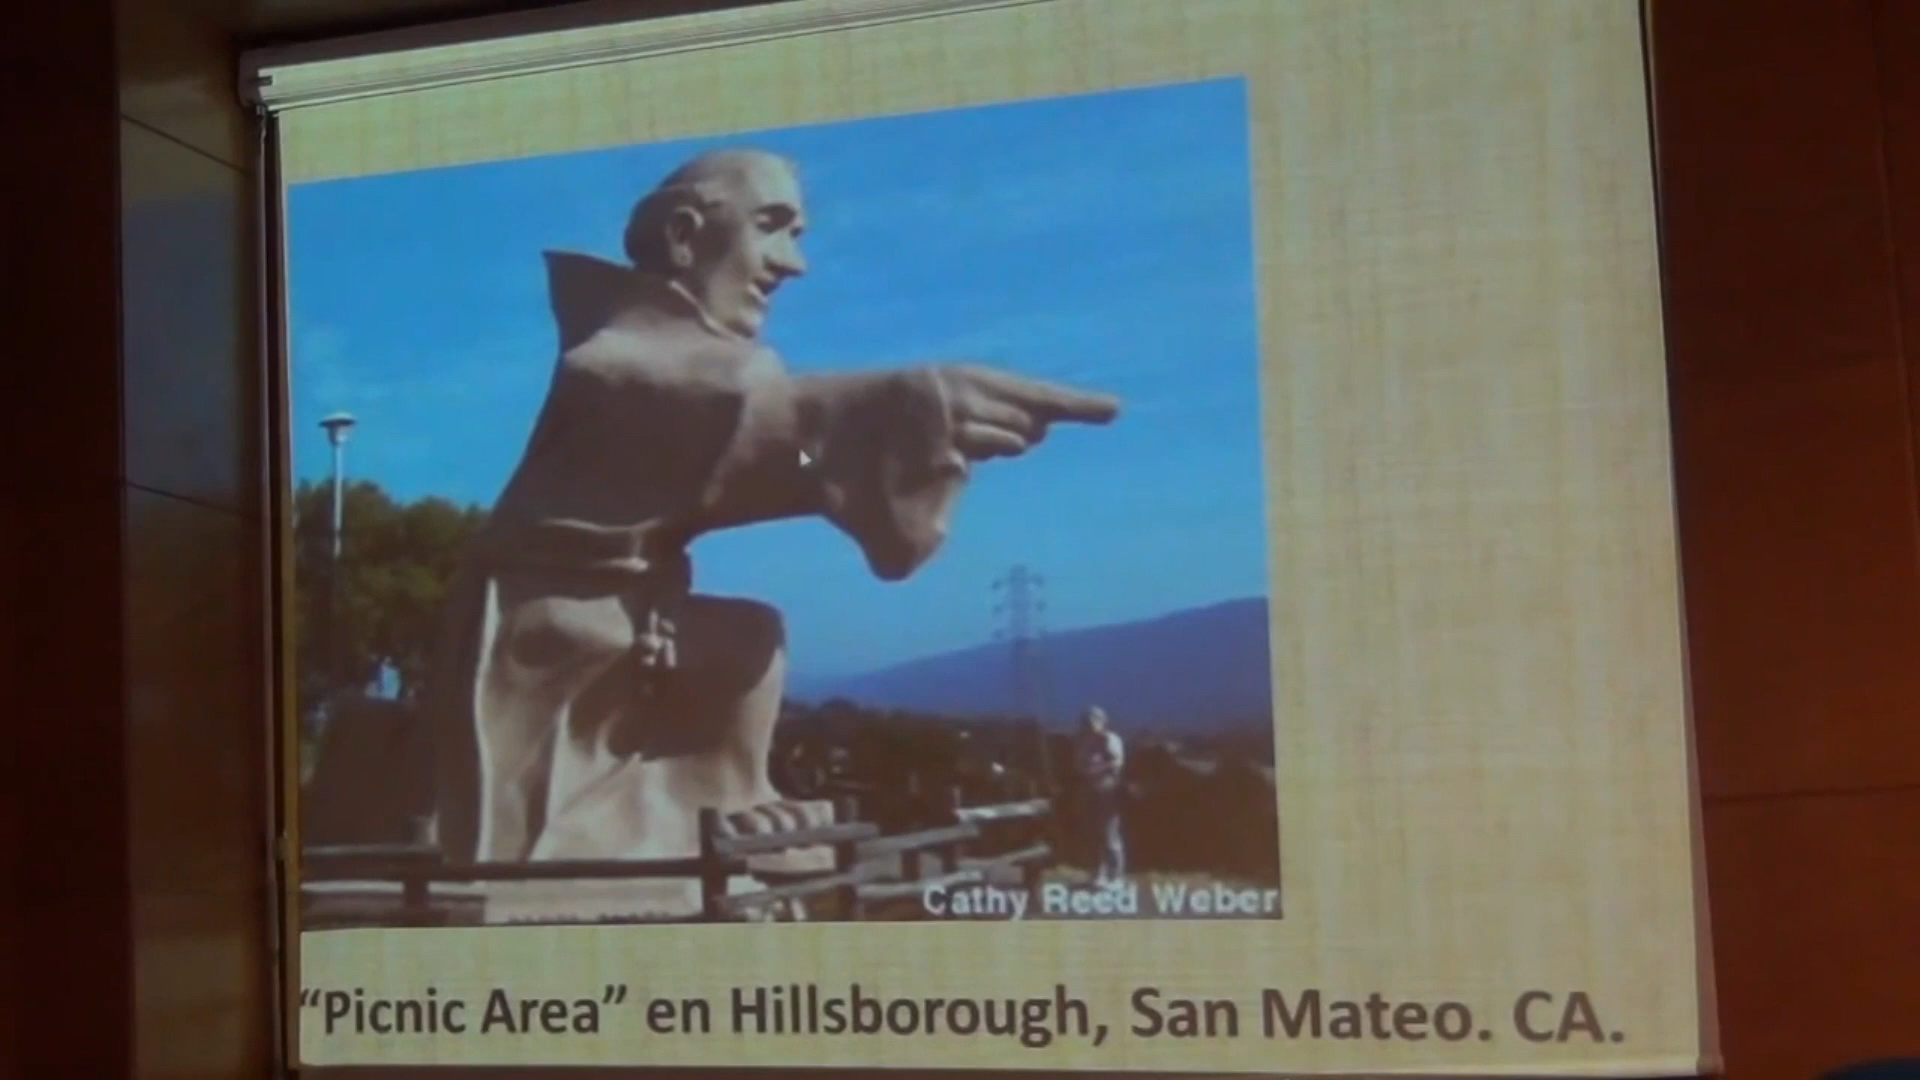 Cathy Reed Weber
“Picnic Area” en Hillsborough, San Mateo. CA.